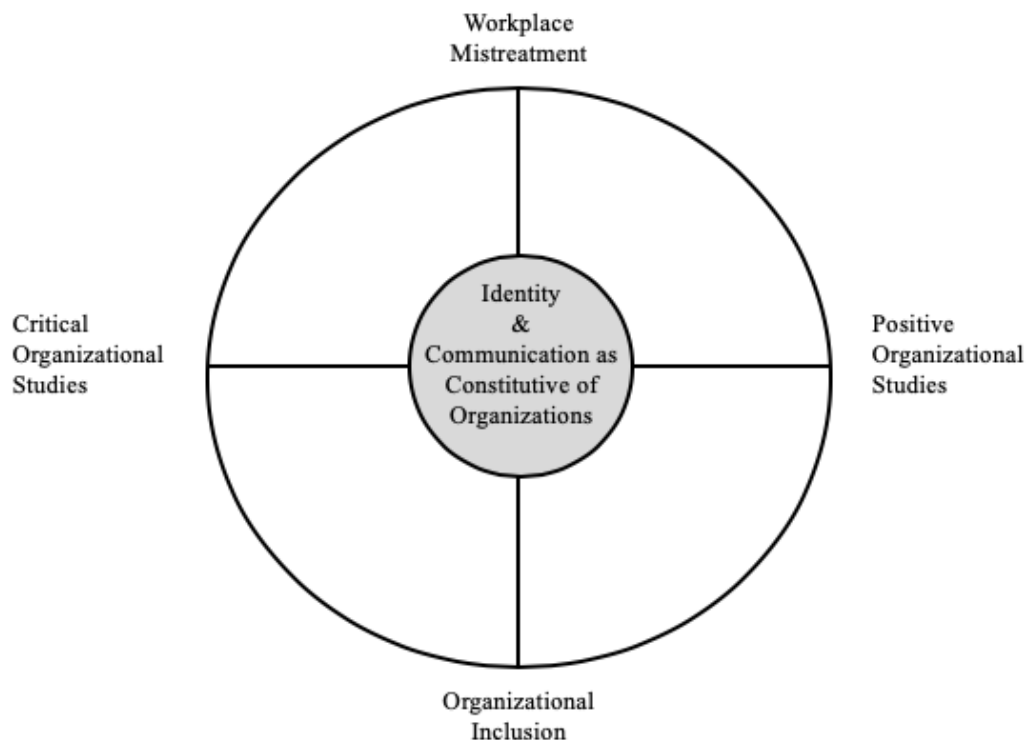 Workplace
Mistreatment
Critical
Organizational
Studies
Identity
&
Communication as
Constitutive of
Organizations
Positive
Organizational
Studies
Organizational
Inclusion